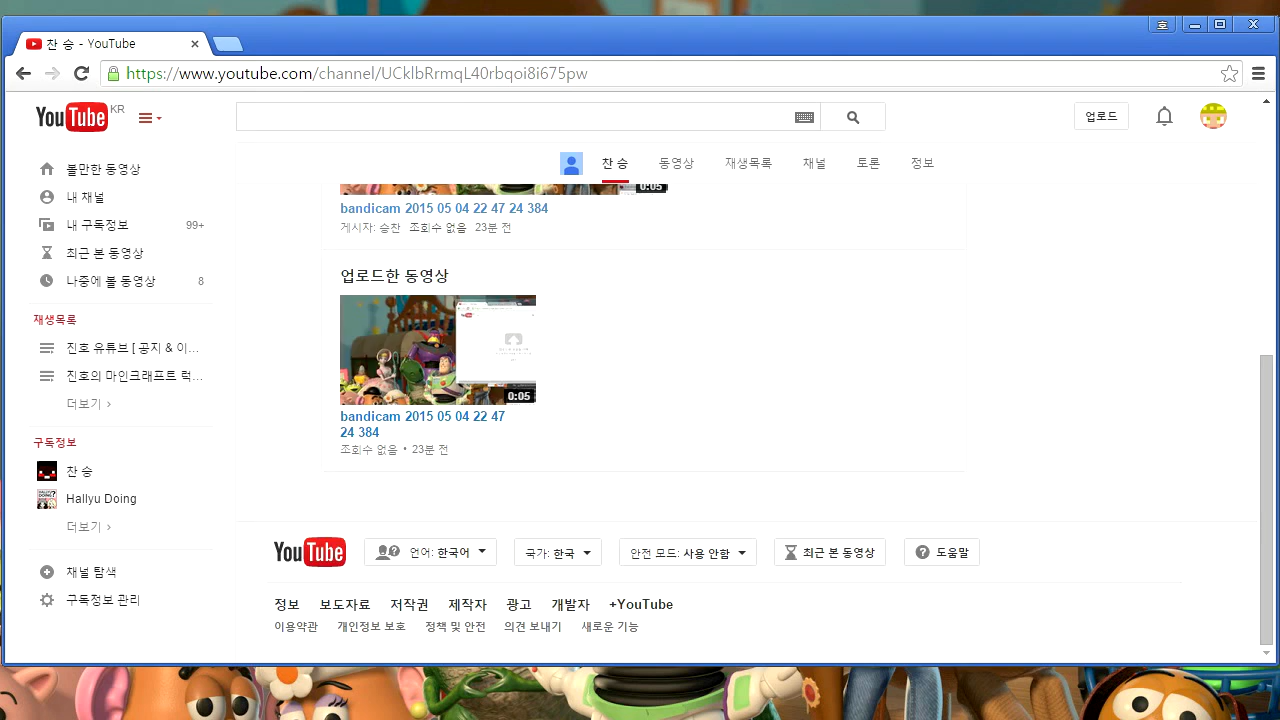 호
찬 승 - YouTube
https://www.youtube.com/channel/UCklbRrmqL40rbqoi8i675pw
YouTube KR
업로드
찬 승 동영상 재생목록 채널 토론 정보
불만한 동영상
내 채널
내 구독정보 99+
최근 본 동영상
나중에 볼 동영상 8
재생목록
진호 유튜브 [ 공지 & 이...
진호의 마인크래프트 럭...
더보기 ›
구독정보
찬 승
Hallyu Doing
더보기 ›
채널 탐색
구독정보 관리
0:05
bandicam 2015 05 04 22 47 24 384
게시자: 승찬 조회수 없음 23분 전
업로드한 동영상
0:05
bandicam 2015 05 04 22 47
24 384
조회수 없음 • 23분 전
YouTube 언어: 한국어 국가: 한국 안전 모드: 사용 안함 최근 본 동영상 도움말
정보 보도자료 저작권 제작자 광고 개발자 +YouTube
이용약관 개인정보 보호 정책 및 안전 의견 보내기 새로운 기능